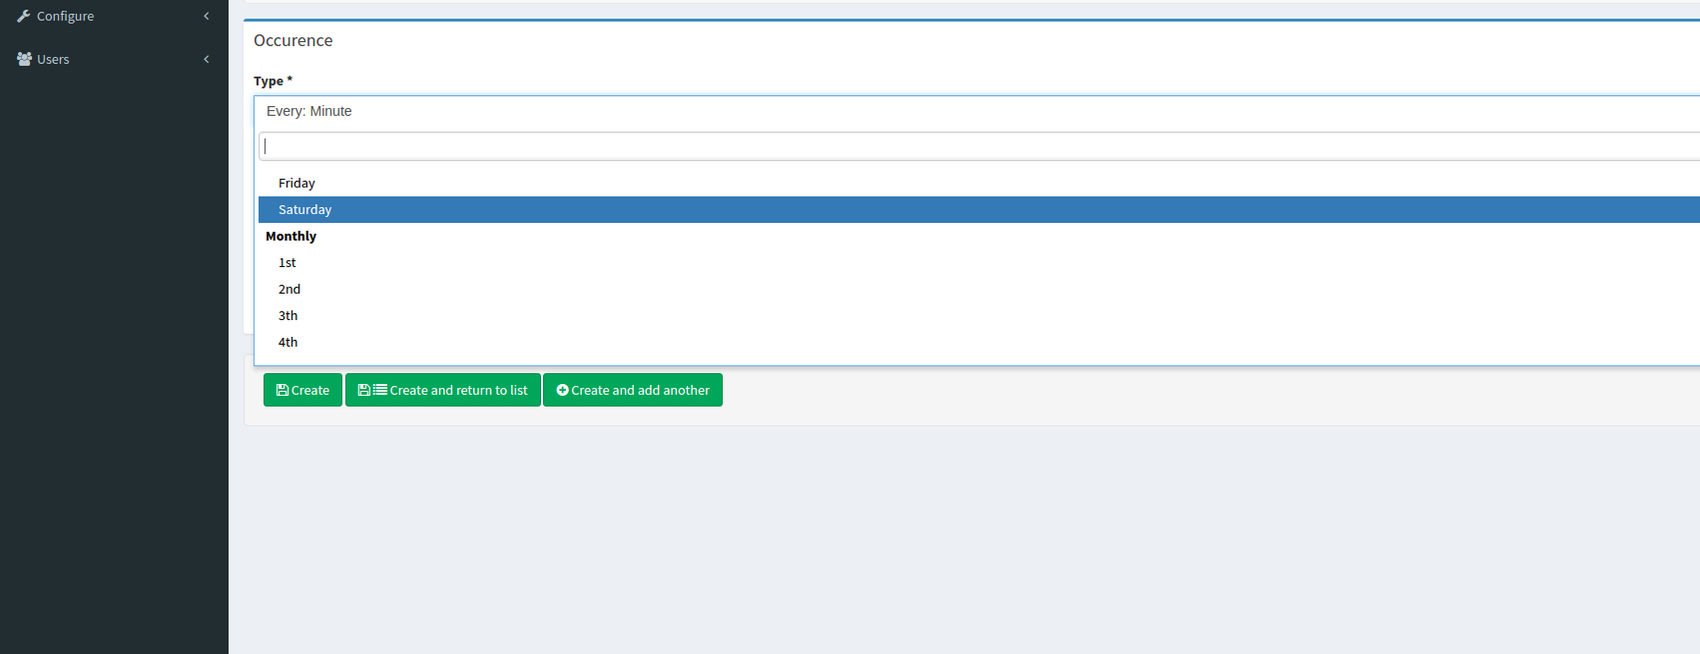 Configure
Users
Occurence
Type *
Every: Minute
Friday
Saturday
Monthly
1st
2nd
3th
4th
Create
Create and return to list
Create and add another